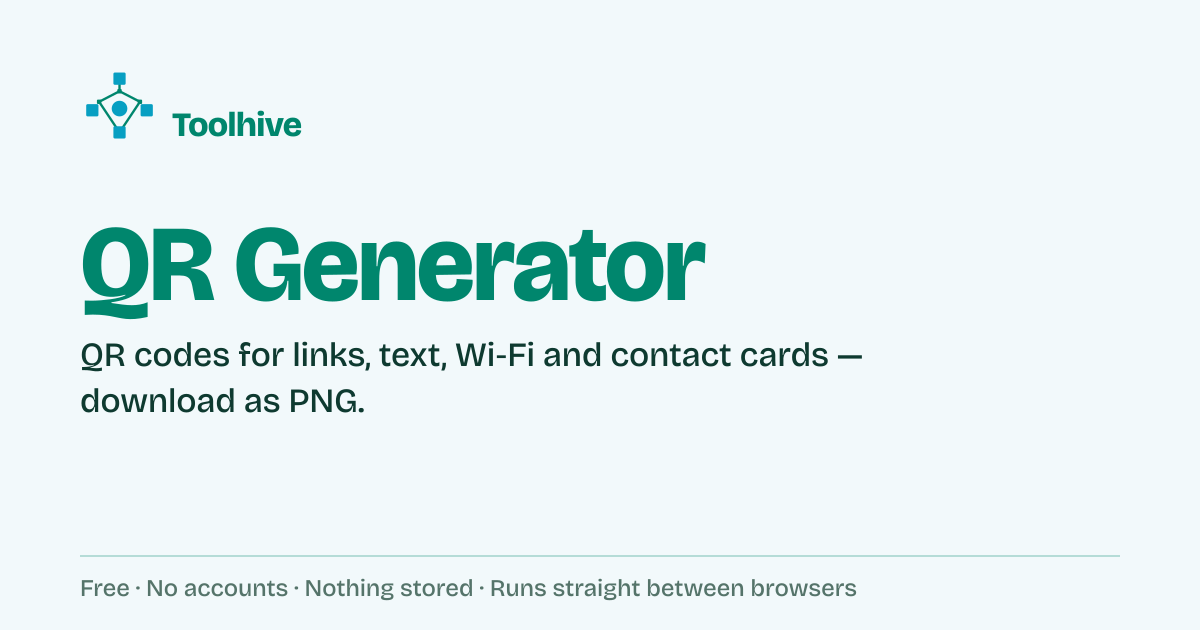 Toolhive
QR Generator
QR codes for links, text, Wi-Fi and contact cards —
download as PNG.
Free · No accounts · Nothing stored · Runs straight between browsers